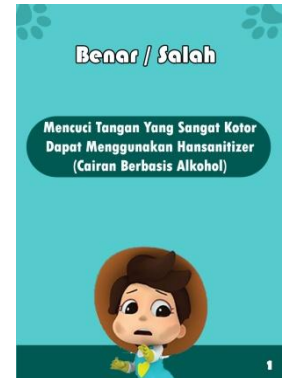 Benar / Salah
Mencuci Tangan Yang Sangat Kotor
Dapat Menggunakan Hansanitizer
(Cairan Berbasis Alkohol)
1